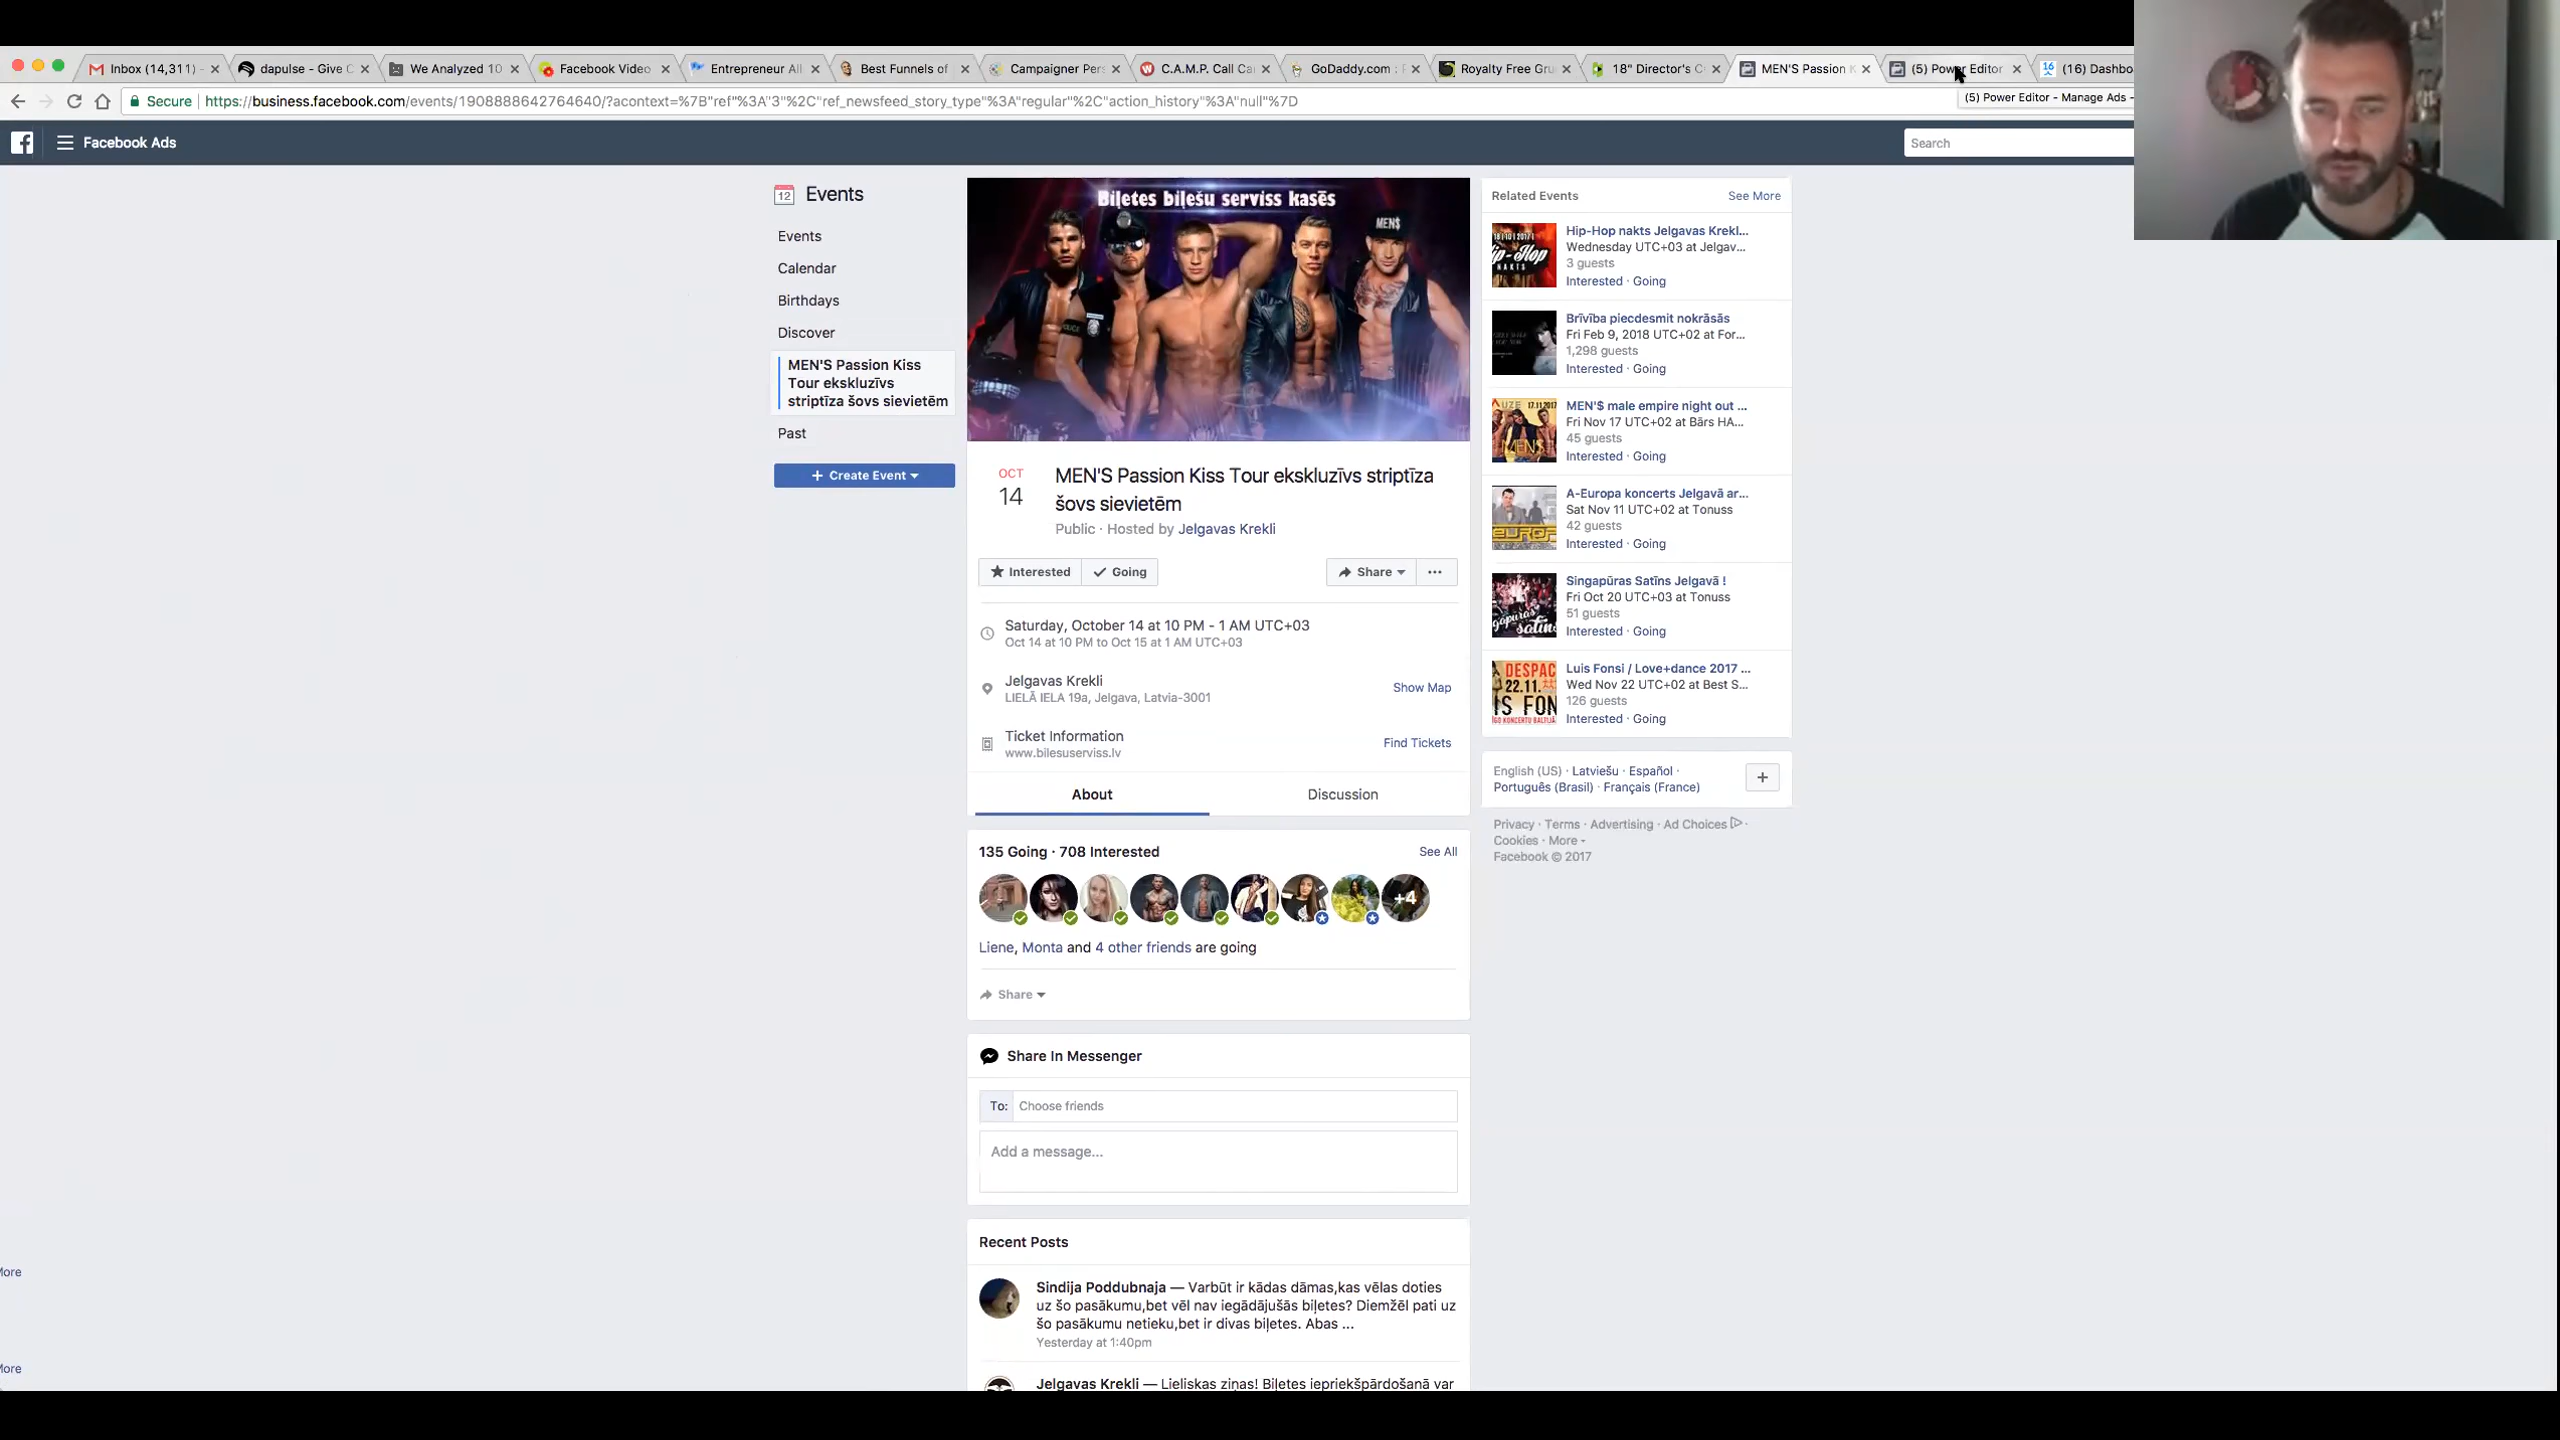 Inbox (14,311) -
dapulse - Give C
We Analyzed 10
Facebook Video
Entrepreneur All
Best Funnels of
Campaigner Pers
C.A.M.P. Call Ca
GoDaddy.com : F
Royalty Free Gru
18" Director's C
MEN'S Passion K
(5) Power Editor
(16) Dashbo
Secure
https://business.facebook.com/events/1908888642764640/?acontext=%7B"ref"%3A"3"%2C"ref_newsfeed_story_type"%3A"regular"%2C"action_history"%3A"null"%7D
(5) Power Editor - Manage Ads -
Facebook Ads
Search
12 Events
Events
Calendar
Birthdays
Discover
MEN'S Passion Kiss
Tour ekskluzīvs
striptīza šovs sievietēm
Past
+ Create Event
Biļetes biļešu serviss kasēs
MEN$
POLICE
OCT
14
MEN'S Passion Kiss Tour ekskluzīvs striptīza
šovs sievietēm
Public · Hosted by Jelgavas Krekli
Interested
Going
Share
Saturday, October 14 at 10 PM - 1 AM UTC+03
Oct 14 at 10 PM to Oct 15 at 1 AM UTC+03
Jelgavas Krekli
LIELĀ IELA 19a, Jelgava, Latvia-3001
Show Map
Ticket Information
www.bilesuserviss.lv
Find Tickets
About
Discussion
135 Going · 708 Interested
See All
+4
Liene, Monta and 4 other friends are going
Share
Share In Messenger
To: Choose friends
Add a message...
Recent Posts
Sindija Poddubnaja — Varbūt ir kādas dāmas,kas vēlas doties
uz šo pasākumu,bet vēl nav iegādājušās biļetes? Diemžēl pati uz
šo pasākumu netieku,bet ir divas biļetes. Abas ...
Yesterday at 1:40pm
Jelgavas Krekli — Lieliskas ziņas! Biļetes iepriekšpārdošanā var
Related Events
See More
Hip-Hop nakts Jelgavas Krekl...
Wednesday UTC+03 at Jelgav...
3 guests
Interested · Going
Brīvība piecdesmit nokrāsās
Fri Feb 9, 2018 UTC+02 at For...
1,298 guests
Interested · Going
MEN'$ male empire night out ...
Fri Nov 17 UTC+02 at Bārs HA...
45 guests
Interested · Going
A-Europa koncerts Jelgavā ar...
Sat Nov 11 UTC+02 at Tonuss
42 guests
Interested · Going
Singapūras Satīns Jelgavā !
Fri Oct 20 UTC+03 at Tonuss
51 guests
Interested · Going
Luis Fonsi / Love+dance 2017 ...
Wed Nov 22 UTC+02 at Best S...
126 guests
Interested · Going
English (US) · Latviešu · Español ·
Português (Brasil) · Français (France)
+
Privacy · Terms · Advertising · Ad Choices ·
Cookies · More
Facebook © 2017
More
More